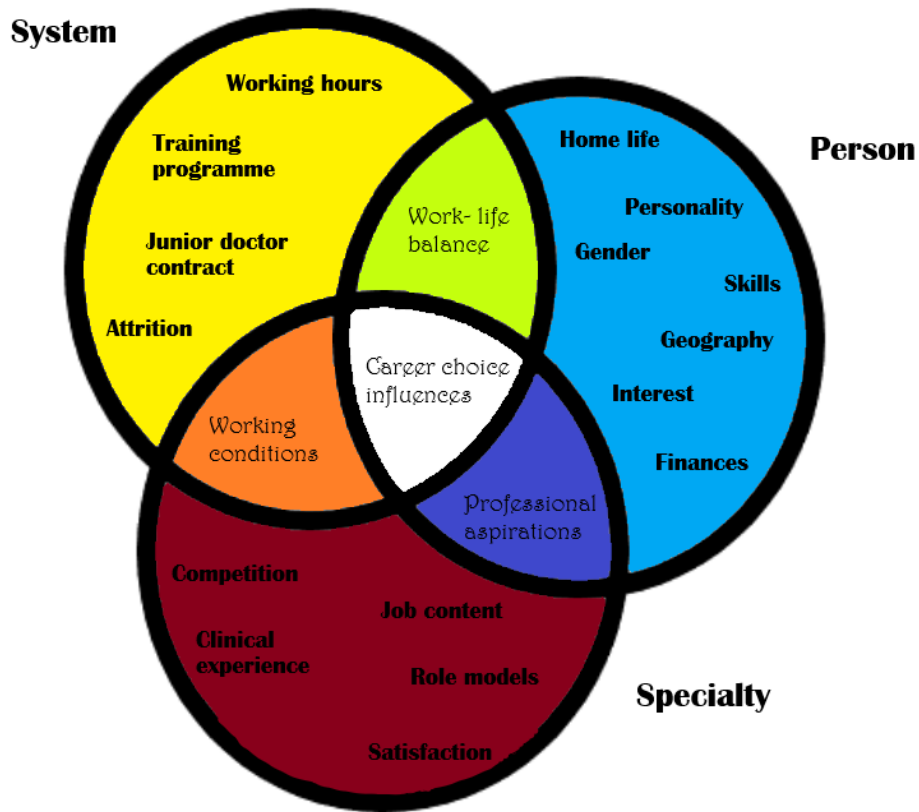 System
Working hours
Training
programme
Junior doctor
contract
Attrition
Person
Home life
Personality
Gender
Skills
Geography
Interest
Finances
Work- life
balance
Career choice
influences
Working
conditions
Professional
aspirations
Competition
Job content
Clinical
experience
Role models
Satisfaction
Specialty